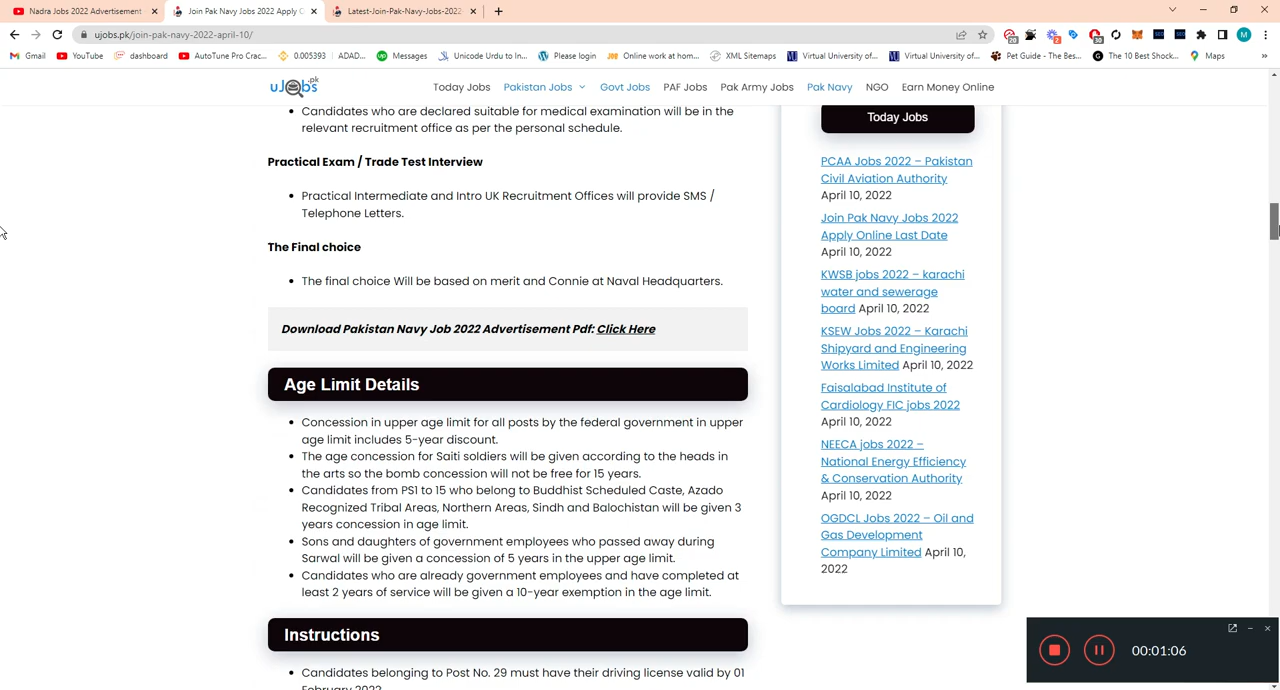 Nadra Jobs 2022 Advertisement
Join Pak Navy Jobs 2022 Apply O
Latest-Join-Pak-Navy-Jobs-2022
ujobs.pk/join-pak-navy-2022-april-10/
M
Gmail
YouTube
dashboard
AutoTune Pro Crac...
0.005393
ADAD...
Messages
Unicode Urdu to In...
Please login
Online work at hom...
XML Sitemaps
Virtual University of...
Virtual University of...
Pet Guide - The Bes...
The 10 Best Sho­ck...
Maps
uJobs.pk
Today Jobs
Pakistan Jobs
Govt Jobs
PAF Jobs
Pak Army Jobs
Pak Navy
NGO
Earn Money Online
Candidates who are declared suitable for medical examination will be in the
relevant recruitment office as per the personal schedule.
Practical Exam / Trade Test Interview
Practical Intermediate and Intro UK Recruitment Offices will provide SMS /
Telephone Letters.
The Final choice
The final choice Will be based on merit and Connie at Naval Headquarters.
Download Pakistan Navy Job 2022 Advertisement Pdf: Click Here
Age Limit Details
Concession in upper age limit for all posts by the federal government in upper
age limit includes 5-year discount.
The age concession for Saiti soldiers will be given according to the heads in
the arts so the bomb concession will not be free for 15 years.
Candidates from PS1 to 15 who belong to Buddhist Scheduled Caste, Azado
Recognized Tribal Areas, Northern Areas, Sindh and Balochistan will be given 3
years concession in age limit.
Sons and daughters of government employees who passed away during
Sarwal will be given a concession of 5 years in the upper age limit.
Candidates who are already government employees and have completed at
least 2 years of service will be given a 10-year exemption in the age limit.
Instructions
Candidates belonging to Post No. 29 must have their driving license valid by 01
February 2022
Today Jobs
PCAA Jobs 2022 – Pakistan
Civil Aviation Authority
April 10, 2022
Join Pak Navy Jobs 2022
Apply Online Last Date
April 10, 2022
KWSB jobs 2022 – karachi
water and sewerage
board April 10, 2022
KSEW Jobs 2022 – Karachi
Shipyard and Engineering
Works Limited April 10, 2022
Faisalabad Institute of
Cardiology FIC jobs 2022
April 10, 2022
NEECA jobs 2022 –
National Energy Efficiency
& Conservation Authority
April 10, 2022
OGDCL Jobs 2022 – Oil and
Gas Development
Company Limited April 10,
2022
00:01:06